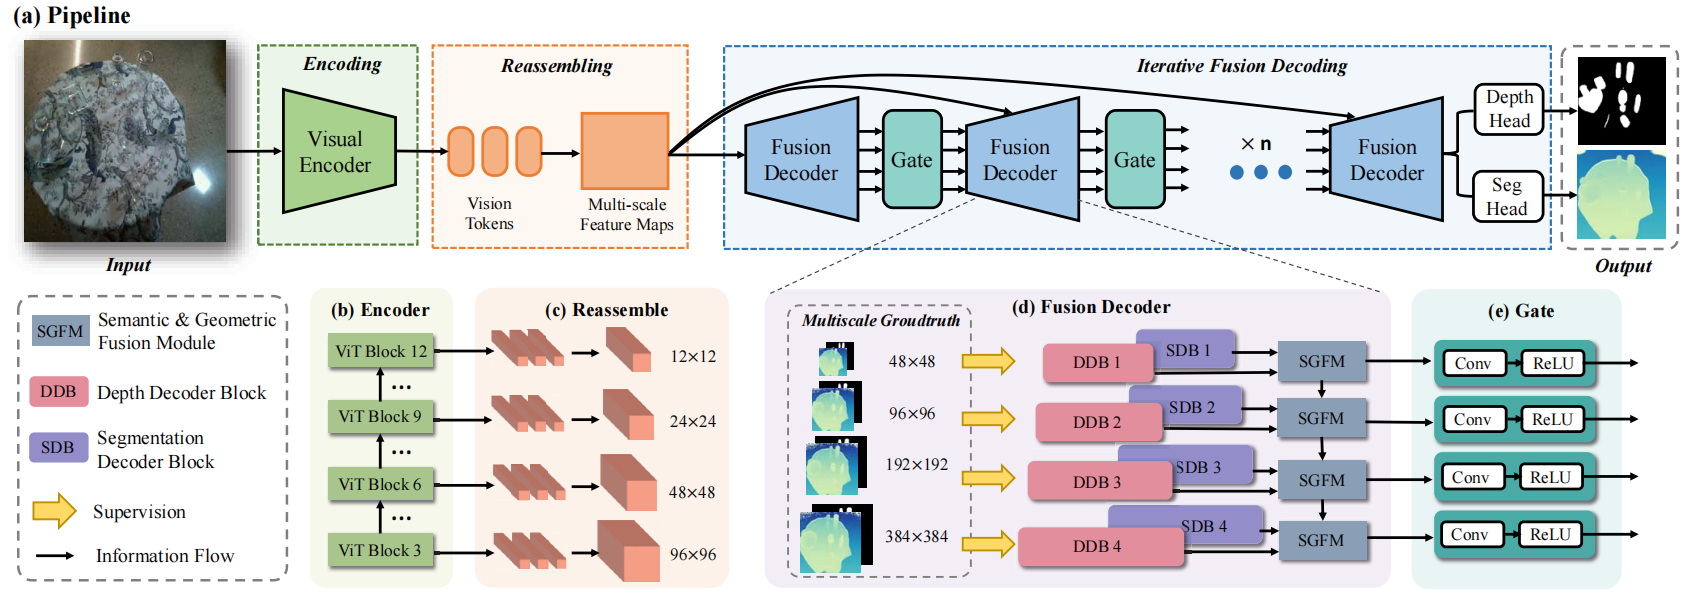 (a) Pipeline
Encoding
Reassembling
Iterative Fusion Decoding
Visual
Encoder
Vision
Tokens
Multi-scale
Feature Maps
Fusion
Decoder
Gate
Fusion
Decoder
Gate
× n
Fusion
Decoder
Depth
Head
Seg
Head
Input
Output
SGFM
Semantic & Geometric
Fusion Module
DDB
Depth Decoder Block
SDB
Segmentation
Decoder Block
Supervision
Information Flow
(b) Encoder
ViT Block 12
...
ViT Block 9
...
ViT Block 6
...
ViT Block 3
(c) Reassemble
12×12
24×24
48×48
96×96
(d) Fusion Decoder
Multiscale Groudtruth
48×48
96×96
192×192
384×384
DDB 1
SDB 1
SGFM
DDB 2
SDB 2
SGFM
DDB 3
SDB 3
SGFM
DDB 4
SDB 4
SGFM
(e) Gate
Conv
ReLU
Conv
ReLU
Conv
ReLU
Conv
ReLU